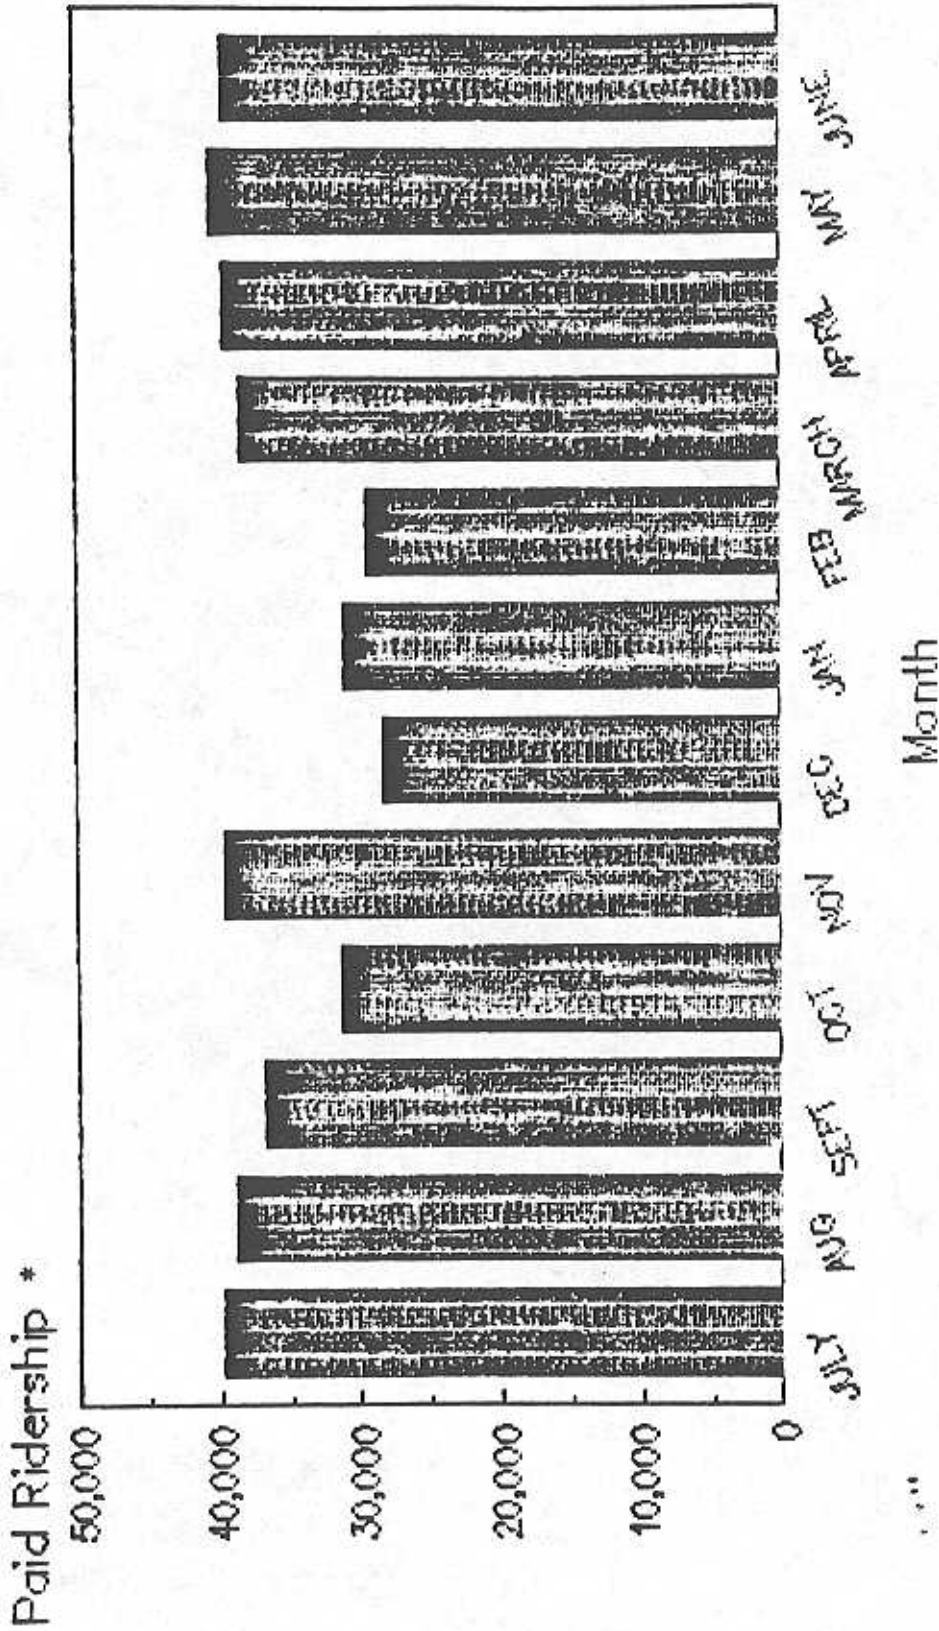 Paid Ridership *
50,000
40,000
30,000
20,000
10,000
0
JULY AUG SEPT OCT NOV DEC JAN FEB MARCH APRIL MAY JUNE
Month